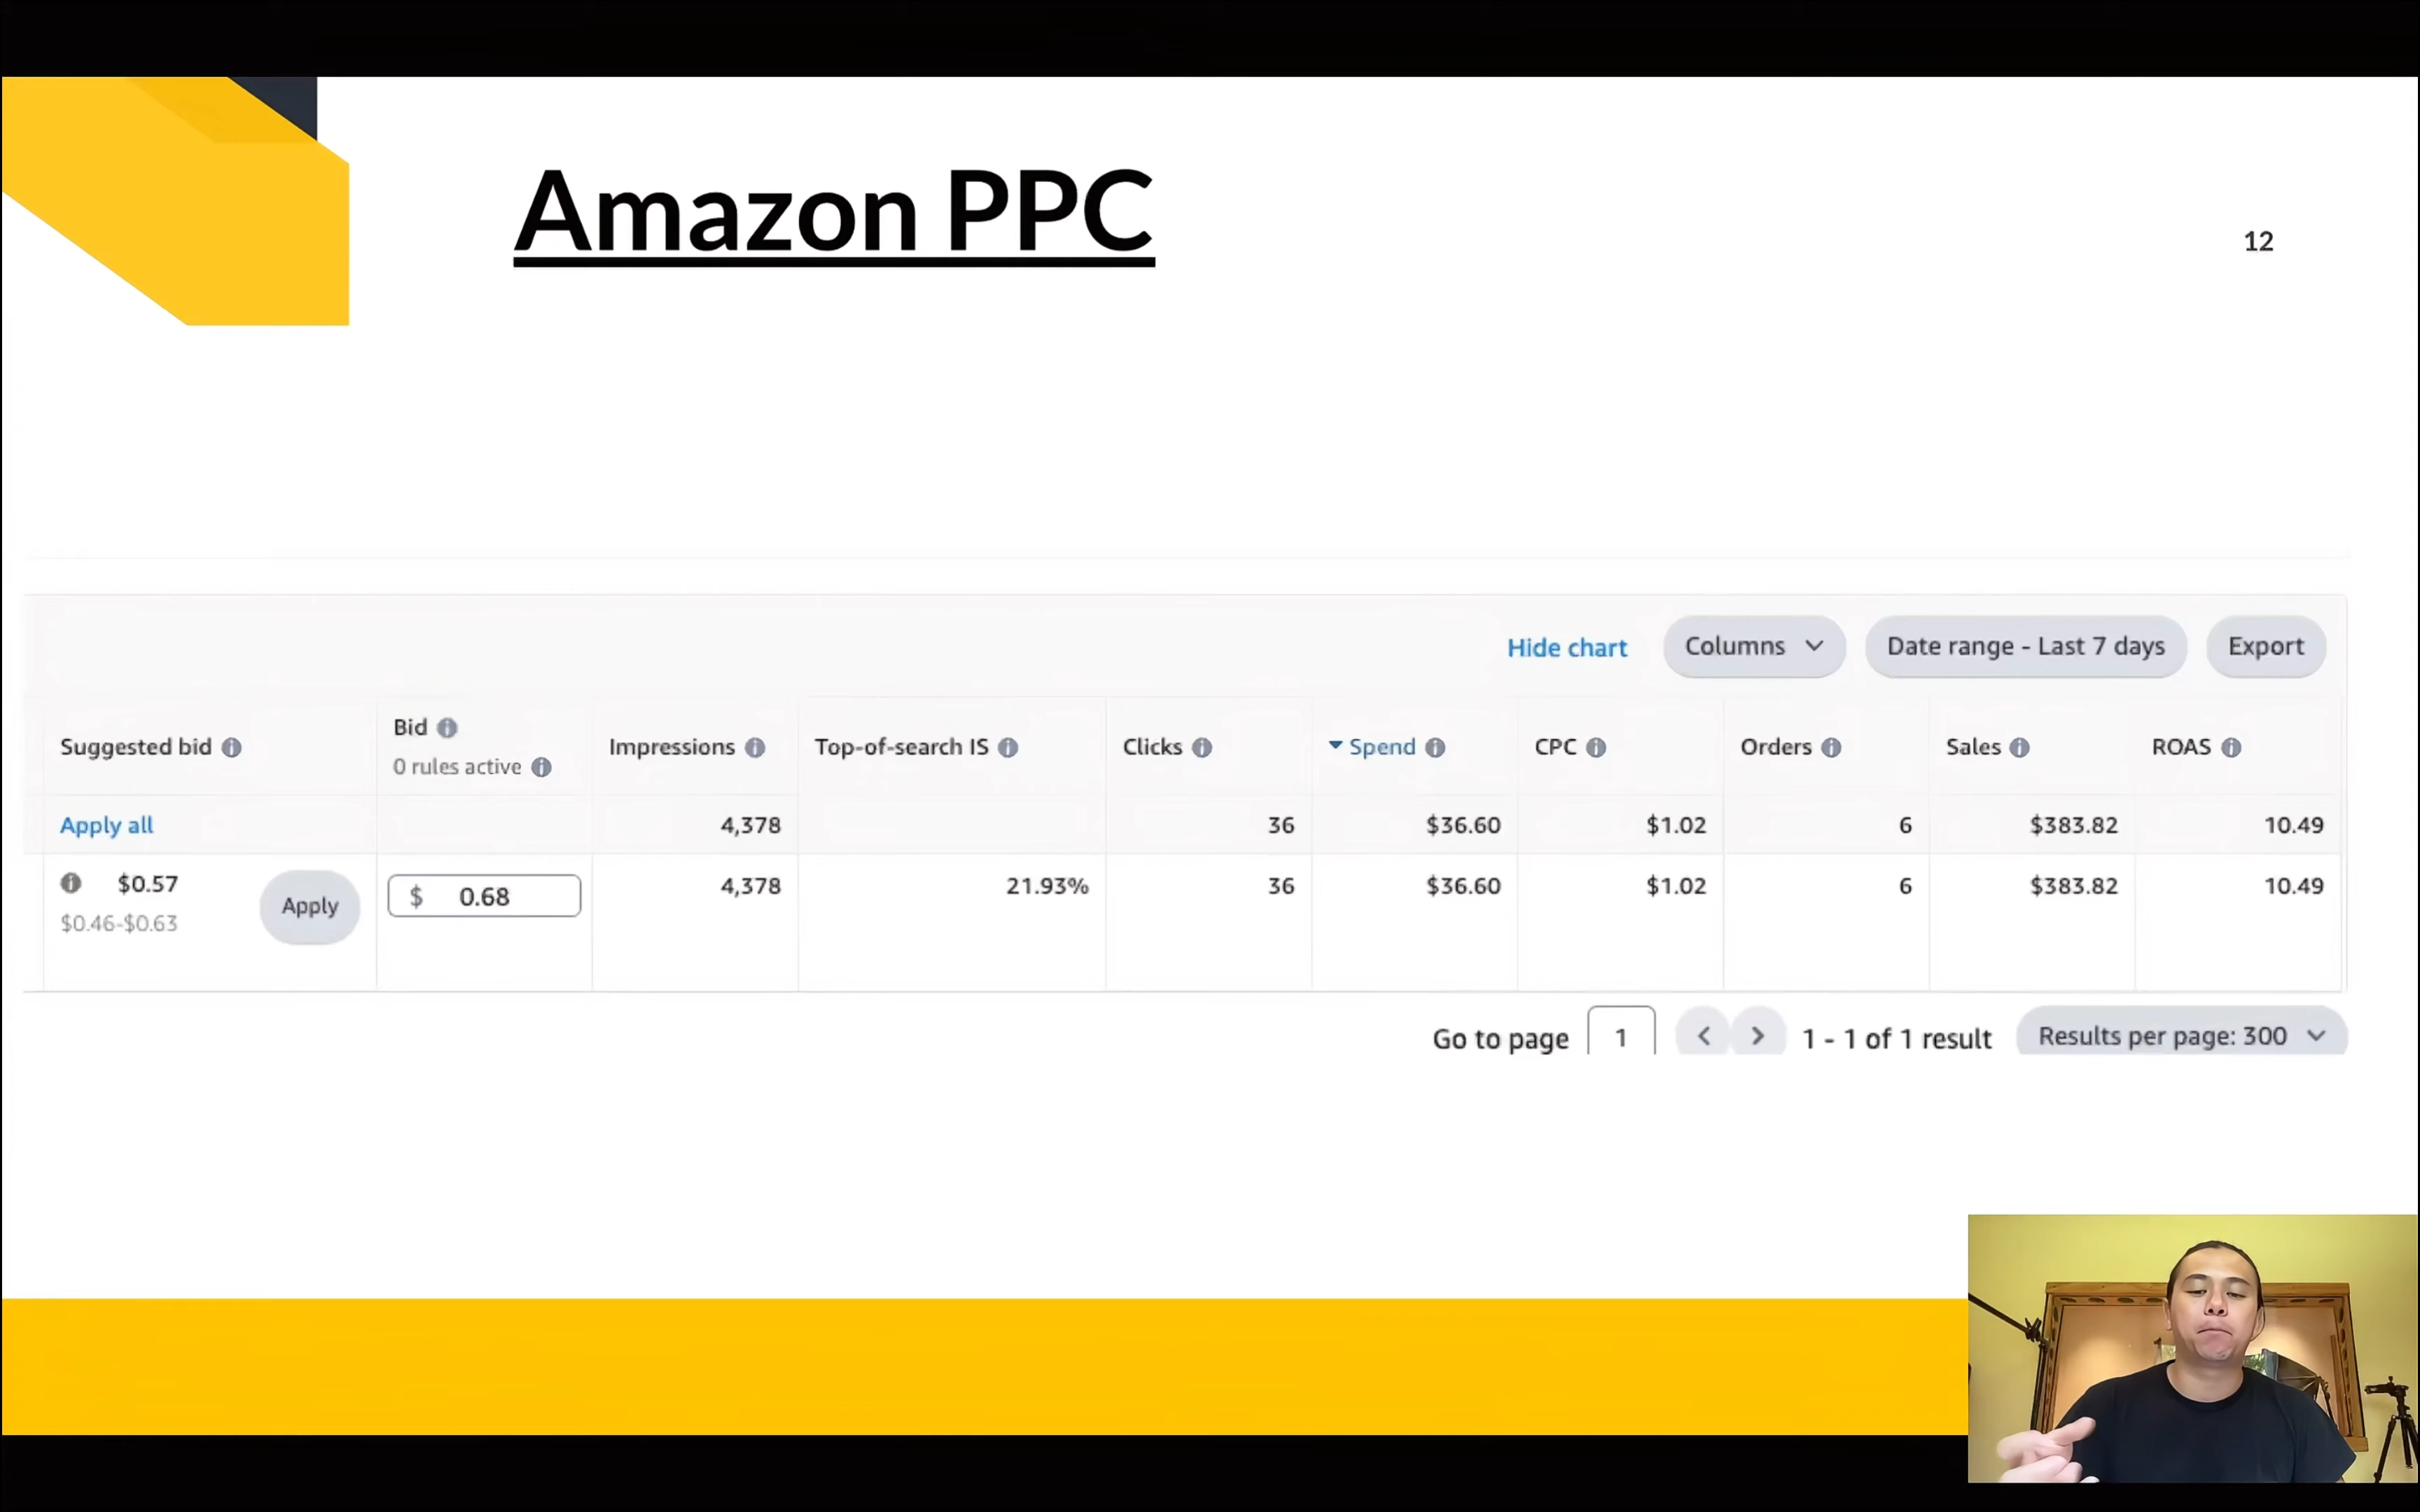 Amazon PPC
12
Hide chart Columns Date range - Last 7 days Export
Suggested bid Bid 0 rules active Impressions Top-of-search IS Clicks Spend CPC Orders Sales ROAS
Apply all 4,378 36 $36.60 $1.02 6 $383.82 10.49
$0.57 Apply $ 0.68 4,378 21.93% 36 $36.60 $1.02 6 $383.82 10.49
$0.46-$0.63
Go to page 1 1 - 1 of 1 result Results per page: 300